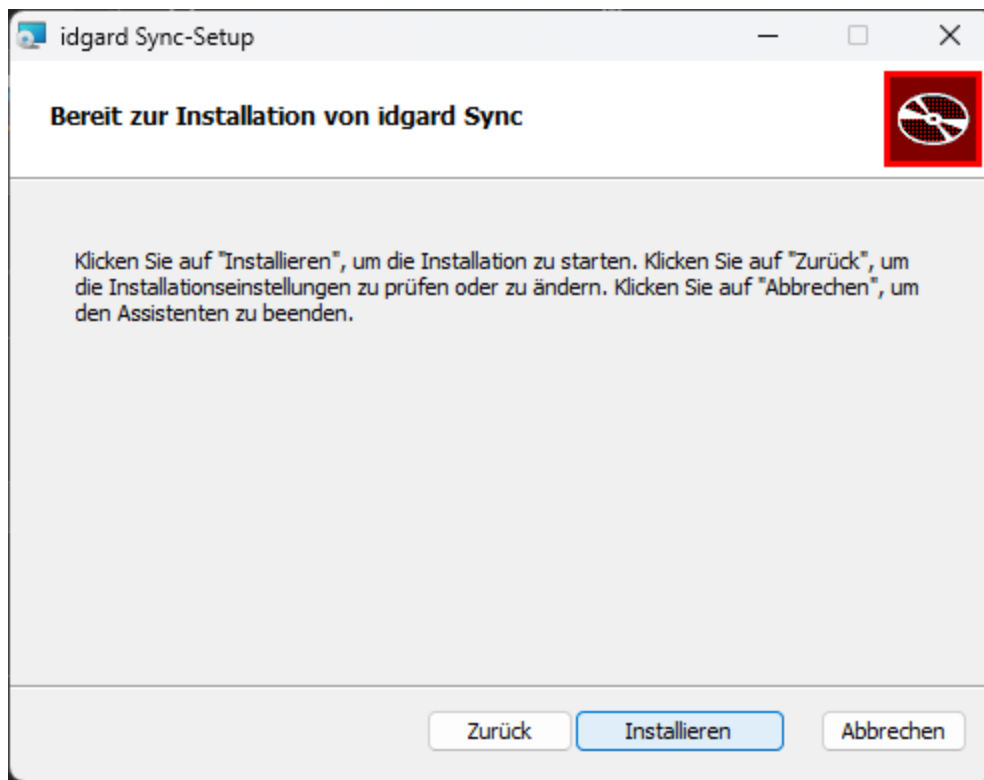 idgard Sync-Setup
Bereit zur Installation von idgard Sync
Klicken Sie auf "Installieren", um die Installation zu starten. Klicken Sie auf "Zurück", um
die Installationseinstellungen zu prüfen oder zu ändern. Klicken Sie auf "Abbrechen", um
den Assistenten zu beenden.
Zurück Installieren Abbrechen